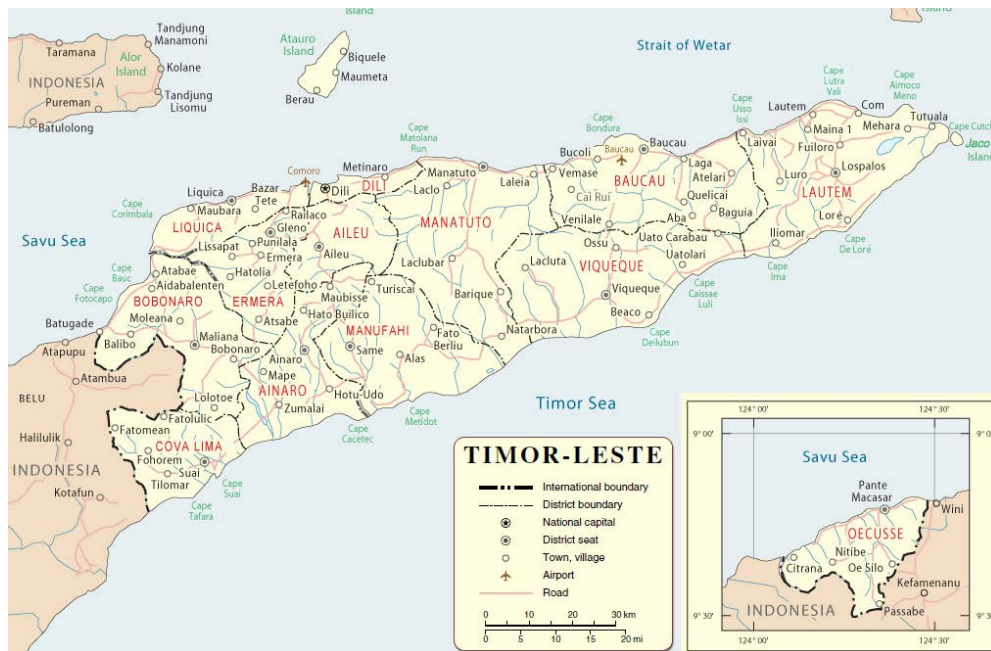 Island
Island
Tandjung
Manamoni
Taramana
Alor
Island
Kolane
INDONESIA
Pureman
Tandjung
Lisomu
Batulolong
Atauro
Island
Biquele
Maumeta
Berau
Strait of Wetar
Cape
Matolana
Run
Cape
Bondura
Cape
Usso
Issi
Cape
Lutra
Vali
Cape
Aimoco
Meno
Lautem
Com
Tutuala
Cape Cutch
Jaco
Island
Mehara
Maina 1
Fuiloro
Laivai
Lospalos
Luro
LAUTEM
Loré
Iliomar
Cape
De Loré
Cape
Ima
Bucoli
Baucau
Baucau
Vemase
BAUCAU
Laga
Atelari
Cai Rui
Quelicai
Venilale
Aba
Baguia
Metinaro
Manatuto
Laleia
Comoro
Dili
DILI
Laclo
MANATUTO
Liquica
Bazar
Tete
Maubara
Cape
Corimbala
LIQUICA
Railaco
Gleno
AILEU
Lissapat
Punilala
Ermera
Aileu
Laclubar
Ossu
Uato Carabau
Uatolari
Lacluta
VIQUEQUE
Viqueque
Beaco
Cape
Caissae
Luli
Cape
Deilubun
Savu Sea
Cape
Bauc
Cape
Fotocapo
Atabae
Aidabalenten
Hatolia
Letefoho
Turiscai
Barique
BOBONARO
ERMERA
Maubisse
Hato Builico
Batugade
Moleana
Atsabe
MANUFAHI
Fato
Berliu
Natarbora
Balibo
Maliana
Bobonaro
Ainaro
Same
Alas
Atapupu
Mape
AINARO
Hotu-Udo
Atambua
BELU
Lolotoe
Zumalai
Cape
Metidot
Cape
Cacetec
Timor Sea
Fatolulic
Fatomean
Halilulik
COVA LIMA
Fohorem
Suai
Tilomar
Cape
Suai
Cape
Tafara
INDONESIA
Kotafun
TIMOR-LESTE
International boundary
District boundary
National capital
District seat
Town, village
Airport
Road
0 10 20 30 km
0 5 10 15 20 mi
124° 00' 124° 30'
9° 00'
Savu Sea
Pante
Macasar
Wini
OECUSSE
Nitibe
Citrana
Oe Silo
Kefamenanu
INDONESIA
Passabe
9° 30' 9° 30'
124° 00' 124° 30'